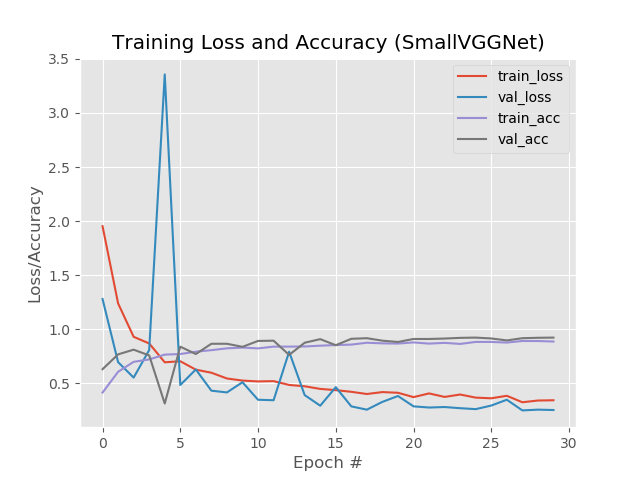 Training Loss and Accuracy (SmallVGGNet)
3.5
3.0
2.5
2.0
1.5
1.0
0.5
Loss/Accuracy
train_loss
val_loss
train_acc
val_acc
0 5 10 15 20 25 30
Epoch #